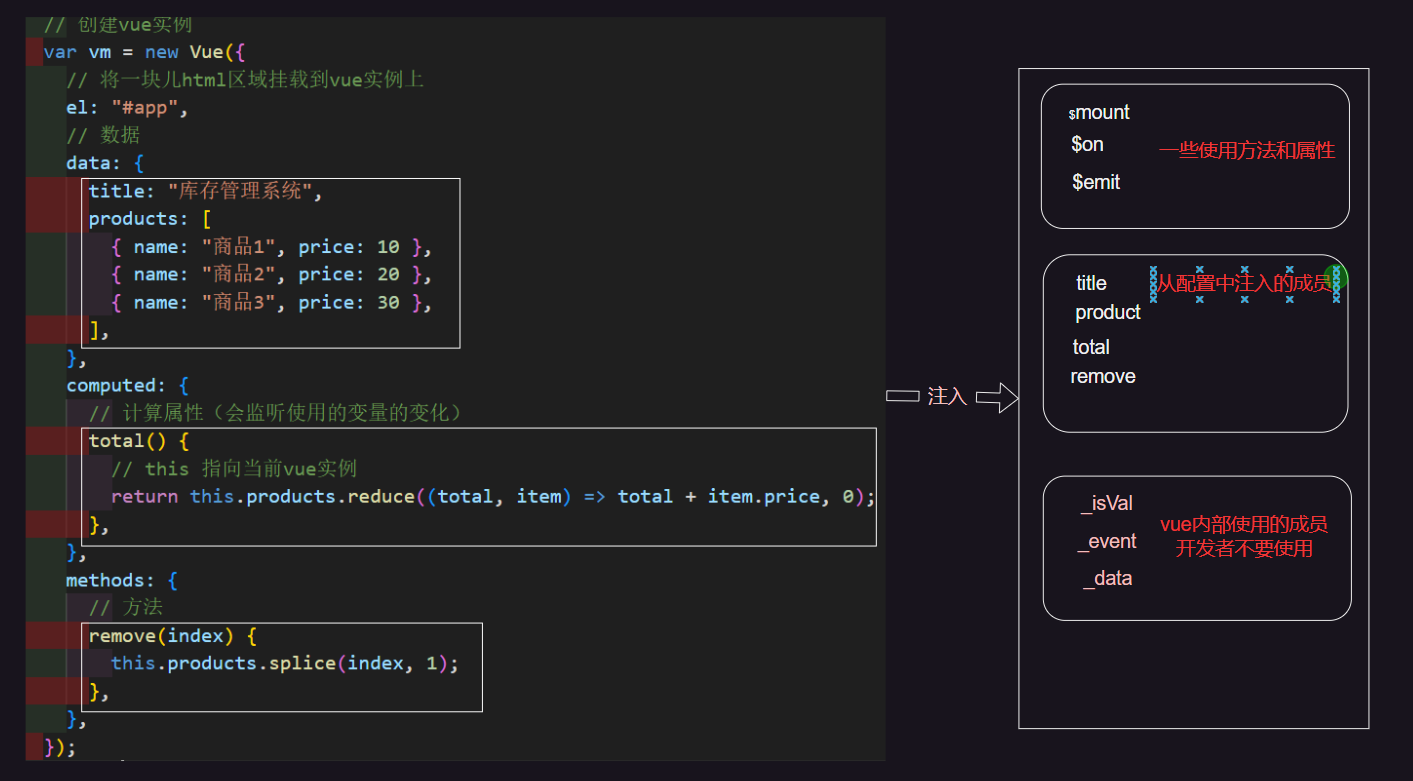 // 创建vue实例
var vm = new Vue({
// 将一块儿html区域挂载到vue实例上
el: "#app",
// 数据
data: {
title: "库存管理系统",
products: [
{ name: "商品1", price: 10 },
{ name: "商品2", price: 20 },
{ name: "商品3", price: 30 },
],
},
computed: {
// 计算属性（会监听使用的变量的变化）
total() {
// this 指向当前vue实例
return this.products.reduce((total, item) => total + item.price, 0);
},
},
methods: {
// 方法
remove(index) {
this.products.splice(index, 1);
},
},
});
注入
$mount
$on
一些使用方法和属性
$emit
title
从配置中注入的成员
product
total
remove
_isVal
vue内部使用的成员
_event
开发者不要使用
_data